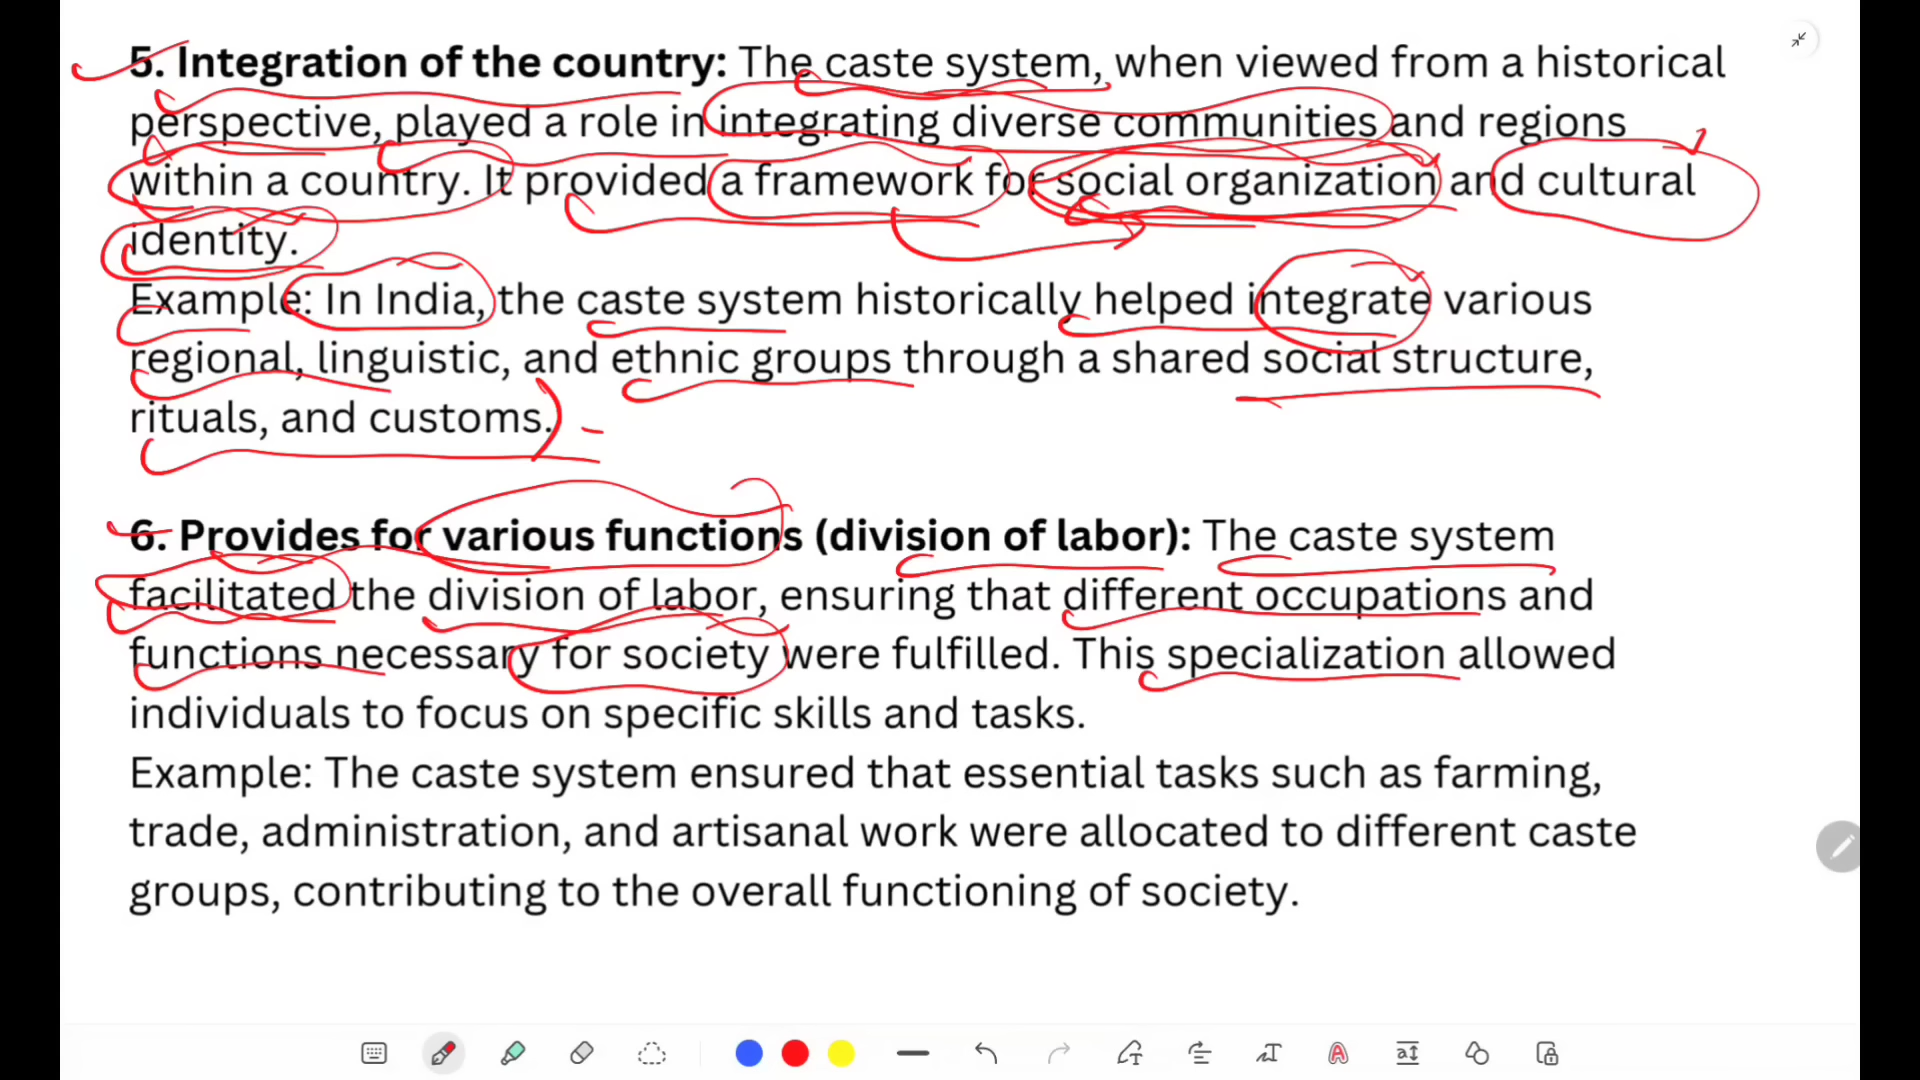 5. Integration of the country: The caste system, when viewed from a historical
perspective, played a role in integrating diverse communities and regions
within a country. It provided a framework for social organization and cultural
identity.
Example: In India, the caste system historically helped integrate various
regional, linguistic, and ethnic groups through a shared social structure,
rituals, and customs.
6. Provides for various functions (division of labor): The caste system
facilitated the division of labor, ensuring that different occupations and
functions necessary for society were fulfilled. This specialization allowed
individuals to focus on specific skills and tasks.
Example: The caste system ensured that essential tasks such as farming,
trade, administration, and artisanal work were allocated to different caste
groups, contributing to the overall functioning of society.